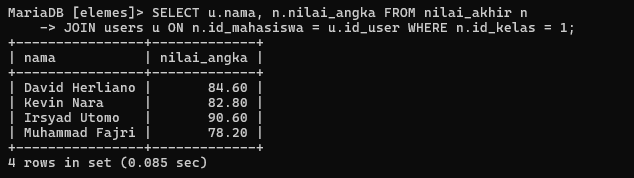 MariaDB [elemes]> SELECT u.nama, n.nilai_angka FROM nilai_akhir n
    -> JOIN users u ON n.id_mahasiswa = u.id_user WHERE n.id_kelas = 1;
+----------------+-------------+
| nama           | nilai_angka |
+----------------+-------------+
| David Herliano |       84.60 |
| Kevin Nara     |       82.80 |
| Irsyad Utomo   |       90.60 |
| Muhammad Fajri |       78.20 |
+----------------+-------------+
4 rows in set (0.085 sec)